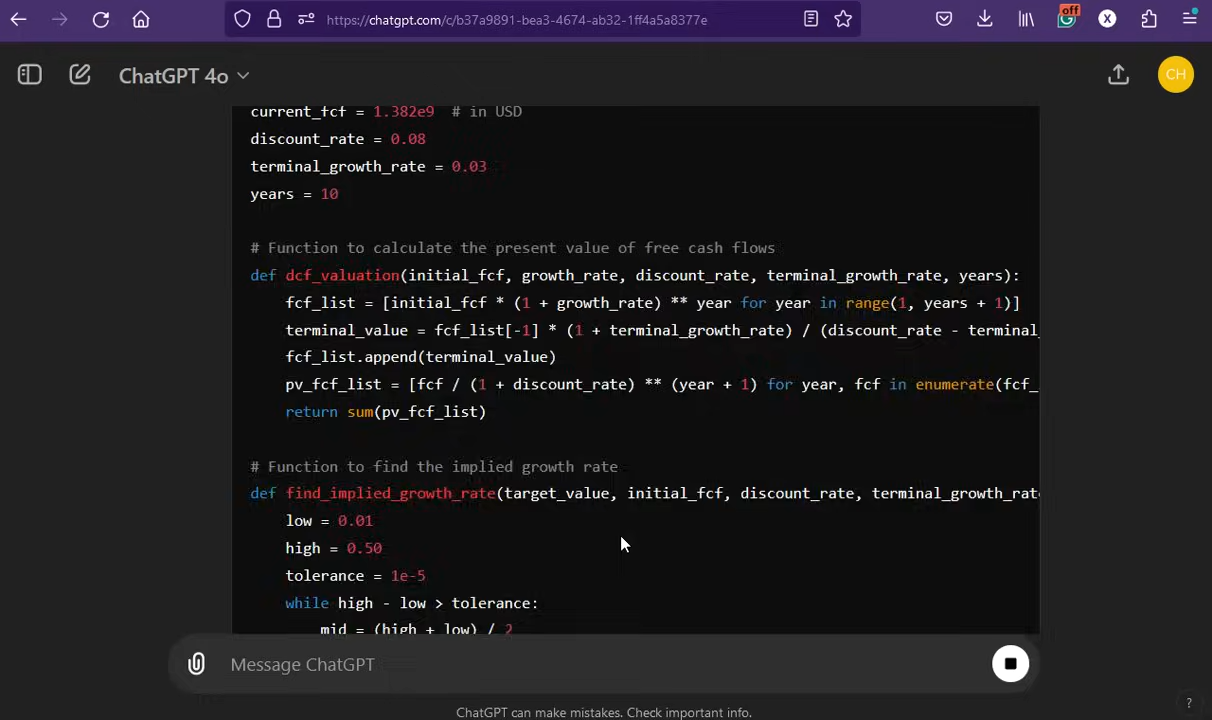 off
https://chatgpt.com/c/b37a9891-bea3-4674-ab32-1ff4a5a8377e
X
ChatGPT 4o
CH
current_fcf = 1.382e9  # in USD
discount_rate = 0.08
terminal_growth_rate = 0.03
years = 10
# Function to calculate the present value of free cash flows
def dcf_valuation(initial_fcf, growth_rate, discount_rate, terminal_growth_rate, years):
    fcf_list = [initial_fcf * (1 + growth_rate) ** year for year in range(1, years + 1)]
    terminal_value = fcf_list[-1] * (1 + terminal_growth_rate) / (discount_rate - terminal_
    fcf_list.append(terminal_value)
    pv_fcf_list = [fcf / (1 + discount_rate) ** (year + 1) for year, fcf in enumerate(fcf_
    return sum(pv_fcf_list)
# Function to find the implied growth rate
def find_implied_growth_rate(target_value, initial_fcf, discount_rate, terminal_growth_rate
    low = 0.01
    high = 0.50
    tolerance = 1e-5
    while high - low > tolerance:
        mid = (high + low) / 2
Message ChatGPT
ChatGPT can make mistakes. Check important info.
?